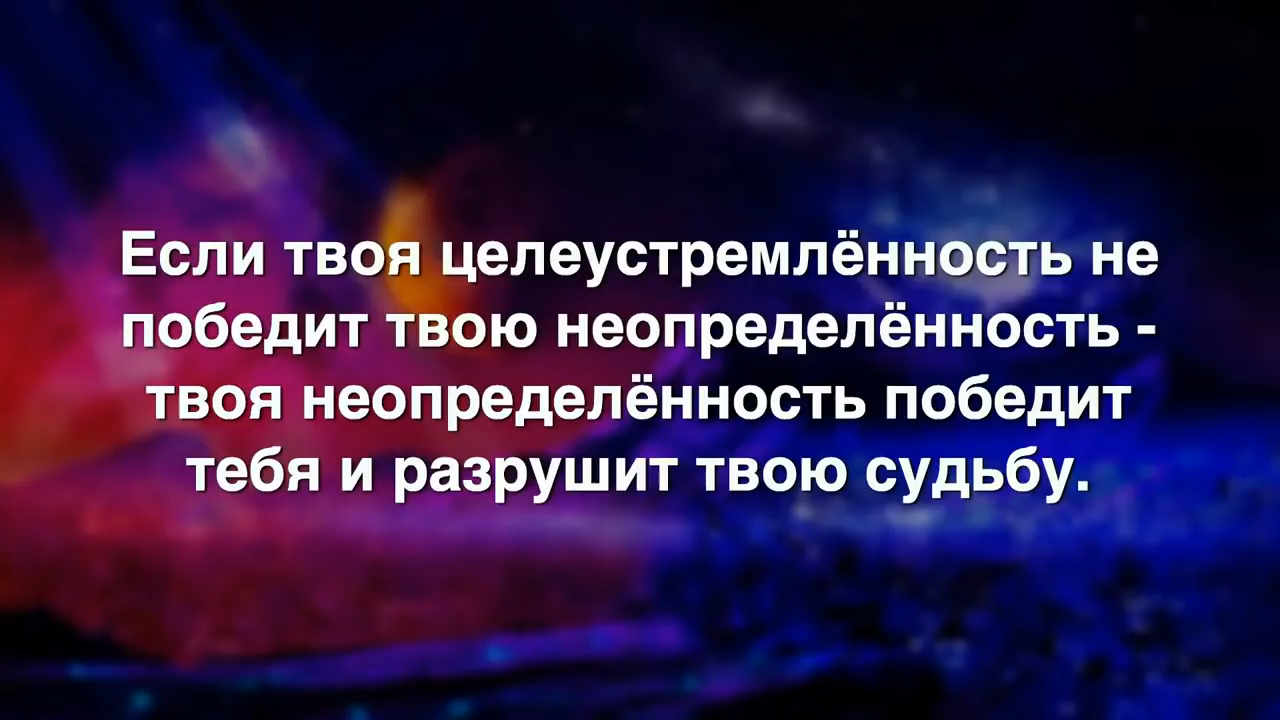 Если твоя целеустремлённость не
победит твою неопределённость -
твоя неопределённость победит
тебя и разрушит твою судьбу.